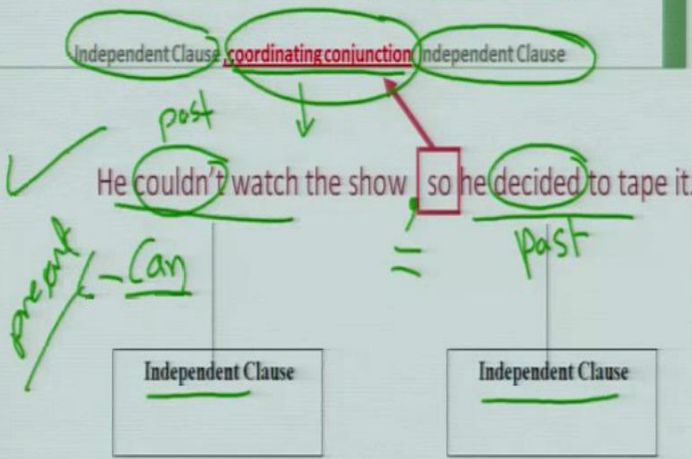 Independent Clause, coordinating conjunction Independent Clause
past
He couldn't watch the show , so he decided to tape it.
past
present - Can
Independent Clause Independent Clause